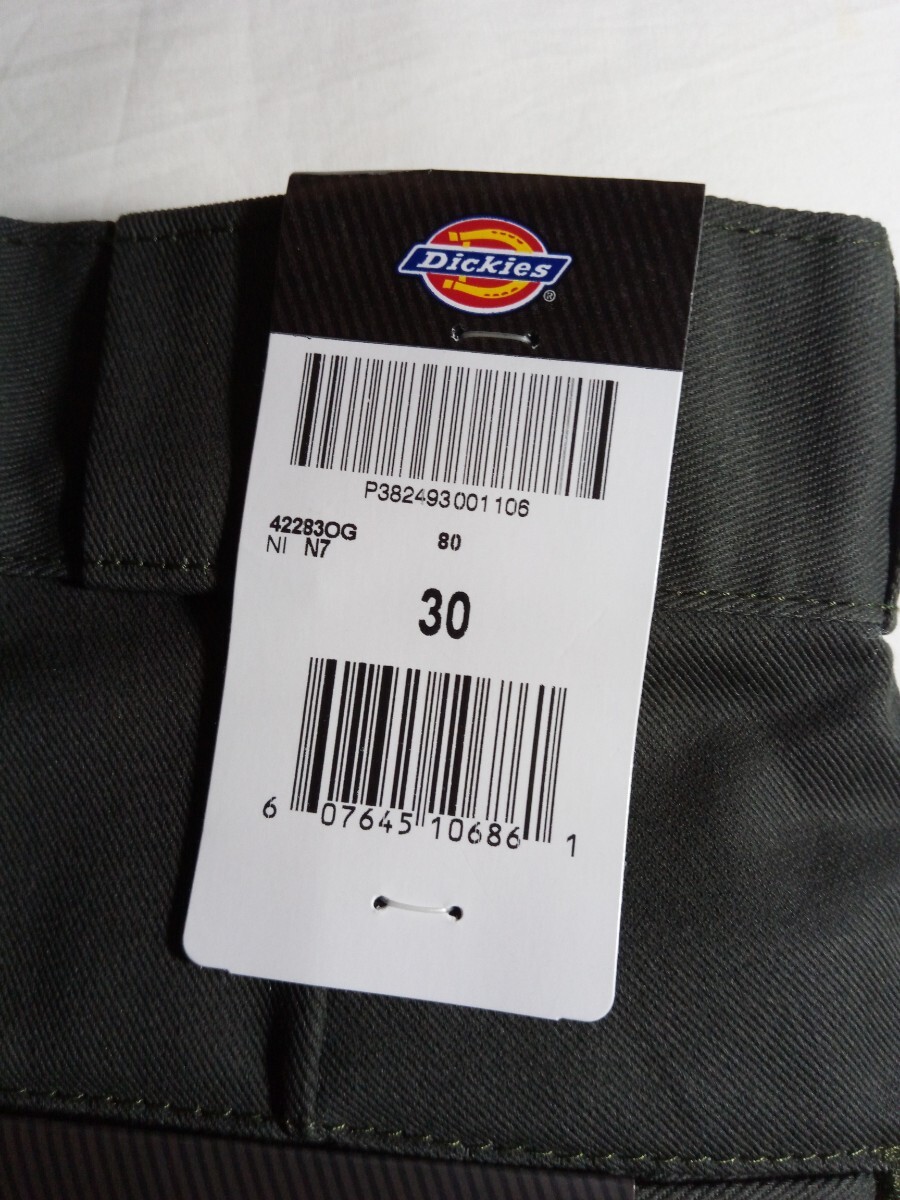 Dickies
®
P382493001106
42283OG 80
NI N7
30
6 07645 10686 1